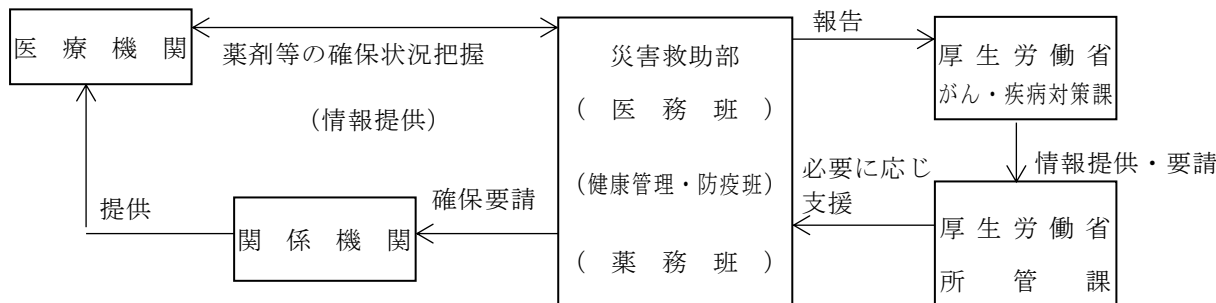 医療機関
薬剤等の確保状況把握
（情報提供）
提供
関係機関
確保要請
災害救助部
（医務班）
（健康管理・防疫班）
（薬務班）
報告
厚生労働省
がん・疾病対策課
情報提供・要請
必要に応じ
支援
厚生労働省
所管課